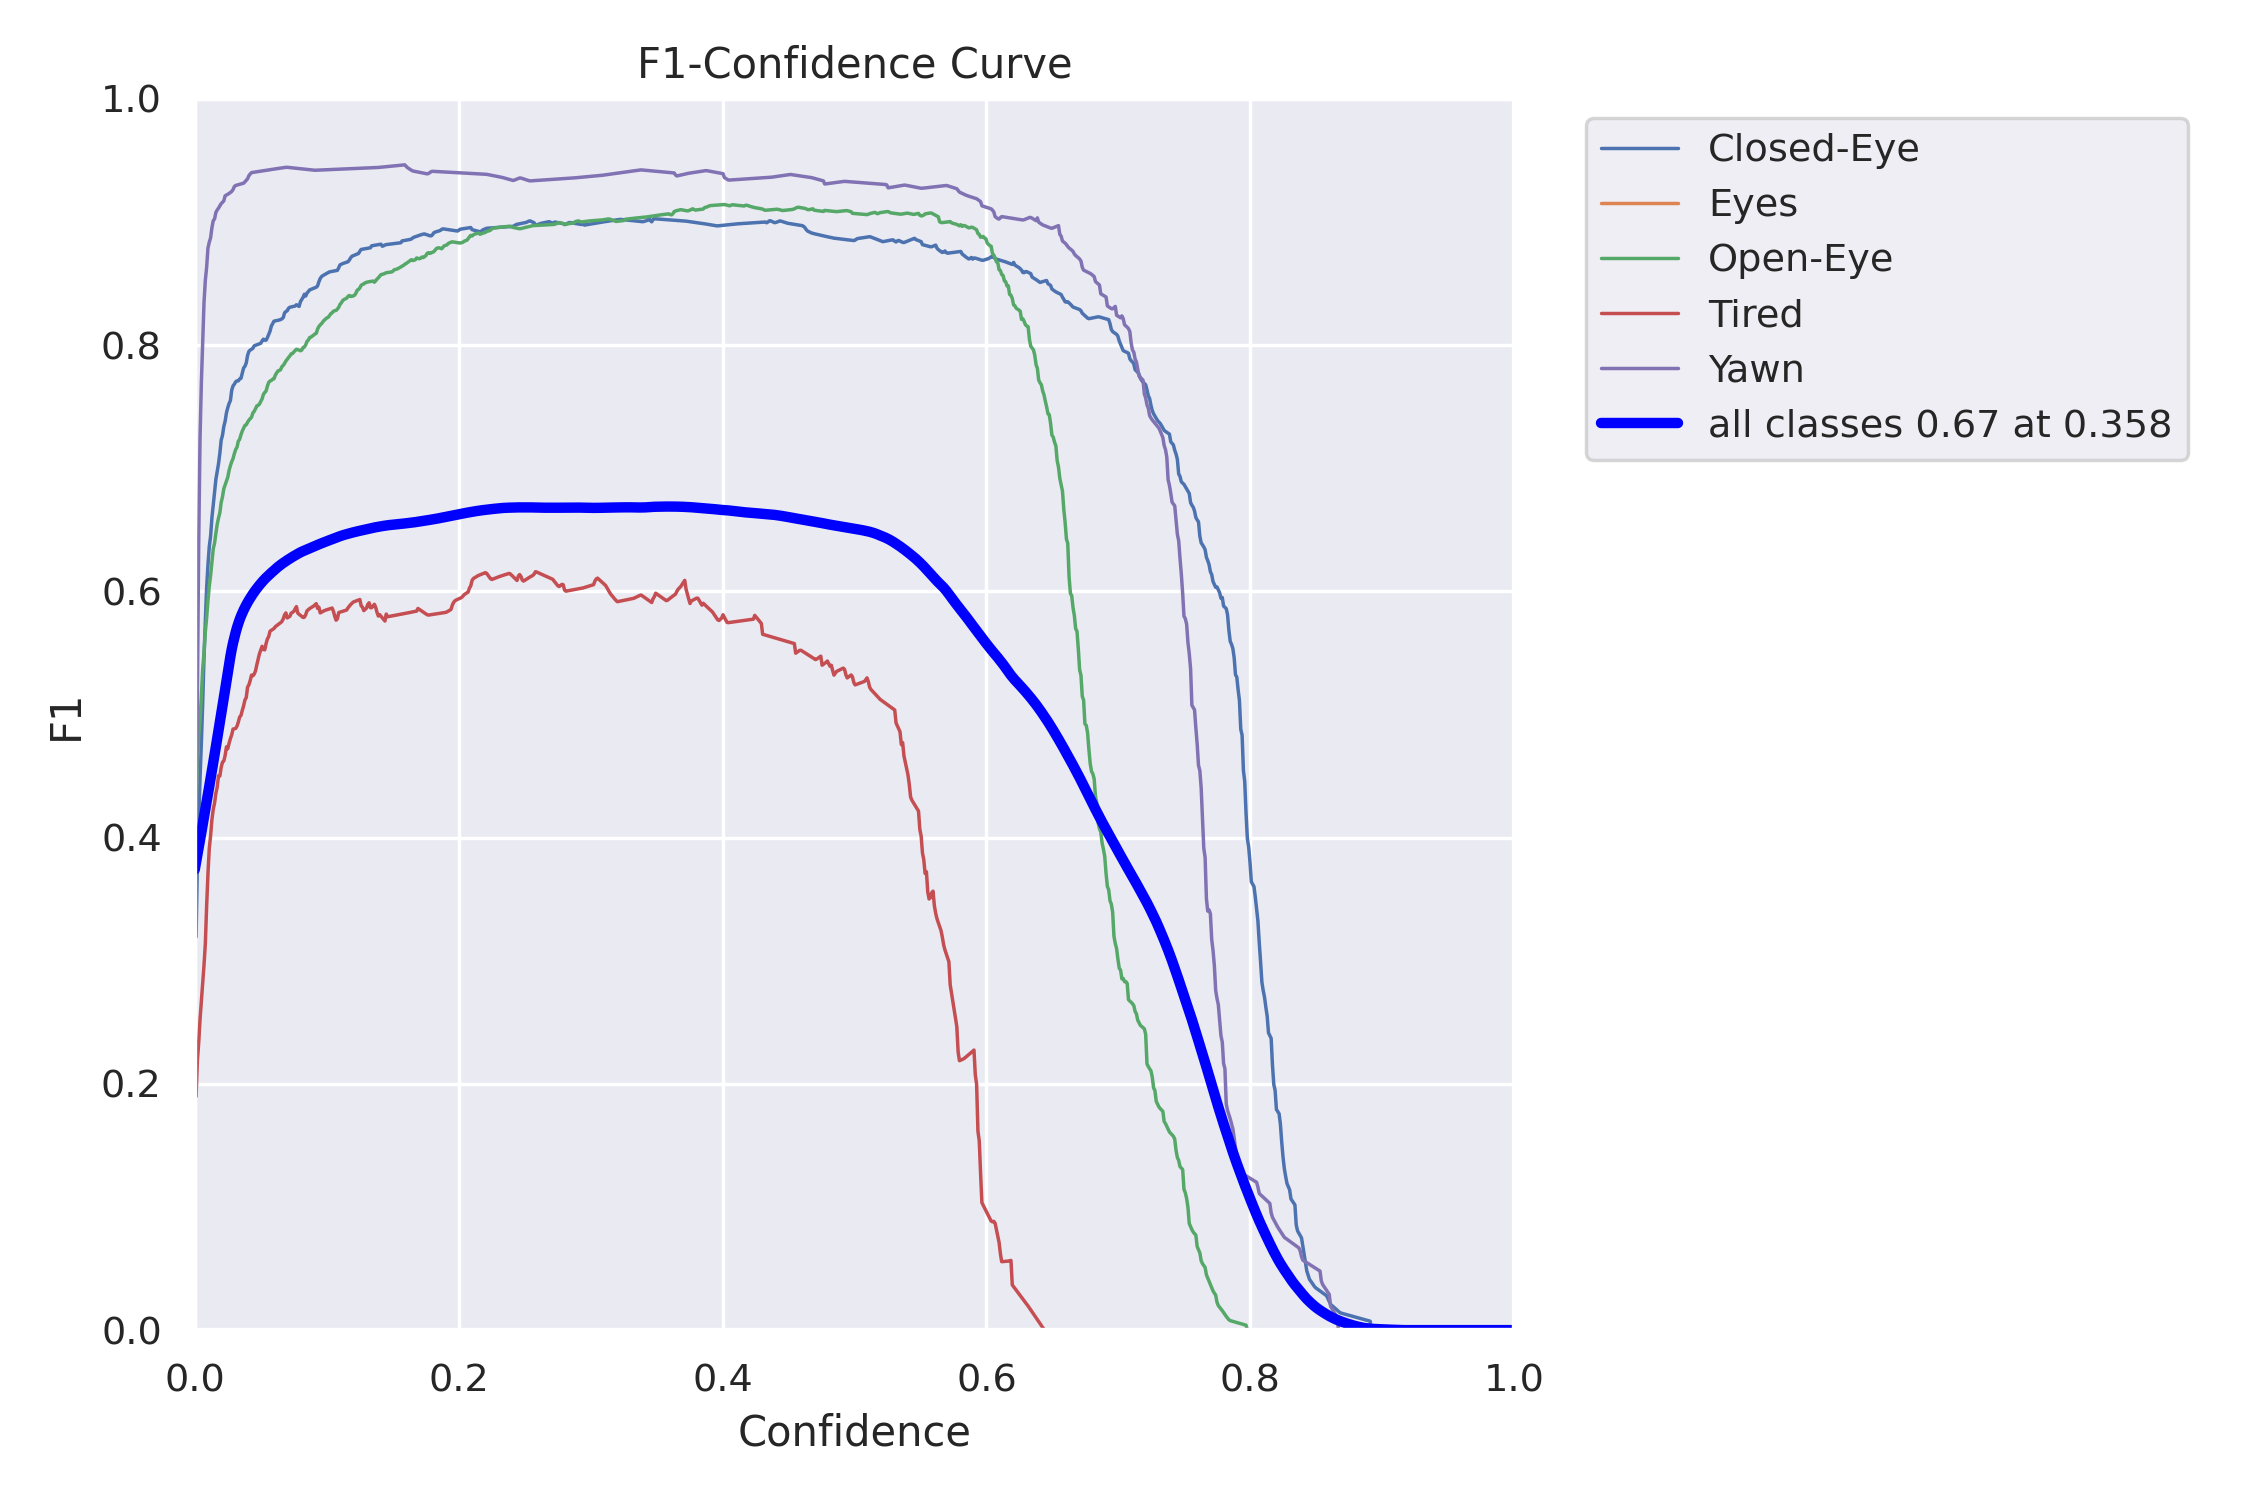 F1-Confidence Curve
1.0
0.8
0.6
0.4
0.2
0.0
F1
0.0 0.2 0.4 0.6 0.8 1.0
Confidence
Closed-Eye
Eyes
Open-Eye
Tired
Yawn
all classes 0.67 at 0.358